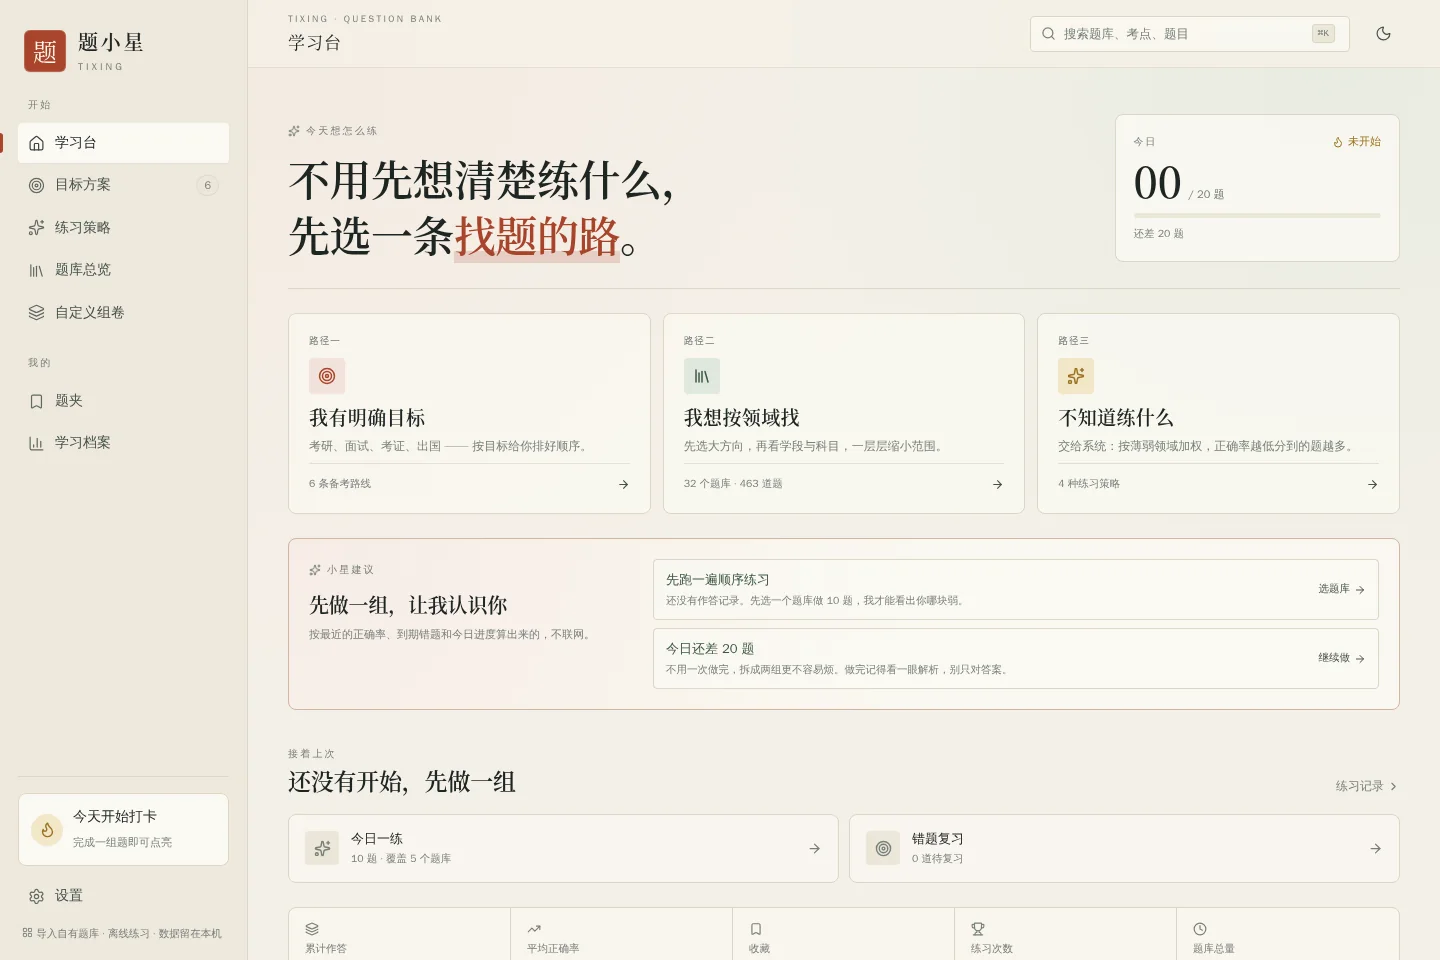 题
题小星
TIXING
开始
学习台
目标方案
6
练习策略
题库总览
自定义组卷
我的
题夹
学习档案
今天开始打卡
完成一组题即可点亮
设置
导入自有题库 · 离线练习 · 数据留在本机
TIXING · QUESTION BANK
学习台
搜索题库、考点、题目
⌘K
今天想怎么练
不用先想清楚练什么，
先选一条找题的路。
今日
未开始
00 / 20 题
还差 20 题
路径一
我有明确目标
考研、面试、考证、出国 —— 按目标给你排好顺序。
6 条备考路线
路径二
我想按领域找
先选大方向，再看学段与科目，一层层缩小范围。
32 个题库 · 463 道题
路径三
不知道练什么
交给系统：按薄弱领域加权，正确率越低分到的题越多。
4 种练习策略
小星建议
先做一组，让我认识你
按最近的正确率、到期错题和今日进度算出来的，不联网。
先跑一遍顺序练习
还没有作答记录。先选一个题库做 10 题，我才能看出你哪块弱。
选题库
今日还差 20 题
不用一次做完，拆成两组更不容易烦。做完记得看一眼解析，别只对答案。
继续做
接着上次
还没有开始，先做一组
练习记录
今日一练
10 题 · 覆盖 5 个题库
错题复习
0 道待复习
累计作答
平均正确率
收藏
练习次数
题库总量